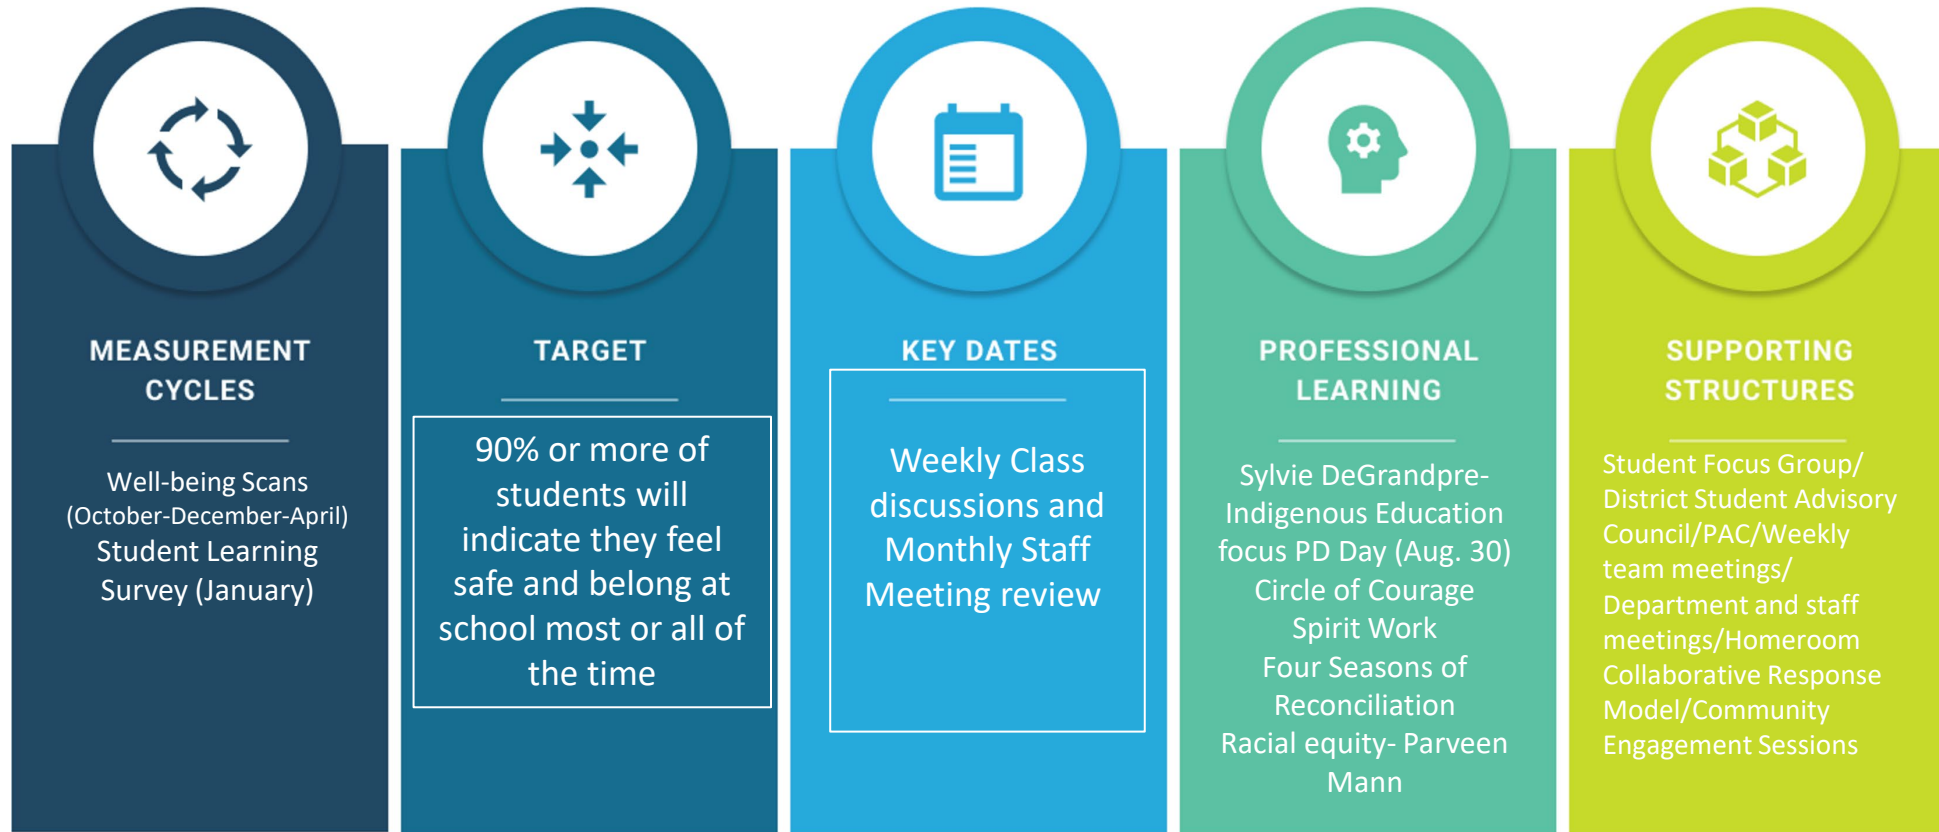 MEASUREMENT
CYCLES
Well-being Scans
(October-December-April)
Student Learning
Survey (January)
TARGET
90% or more of
students will
indicate they feel
safe and belong at
school most or all of
the time
KEY DATES
Weekly Class
discussions and
Monthly Staff
Meeting review
PROFESSIONAL
LEARNING
Sylvie DeGrandpre-
Indigenous Education
focus PD Day (Aug. 30)
Circle of Courage
Spirit Work
Four Seasons of
Reconciliation
Racial equity- Parveen
Mann
SUPPORTING
STRUCTURES
Student Focus Group/
District Student Advisory
Council/PAC/Weekly
team meetings/
Department and staff
meetings/Homeroom
Collaborative Response
Model/Community
Engagement Sessions